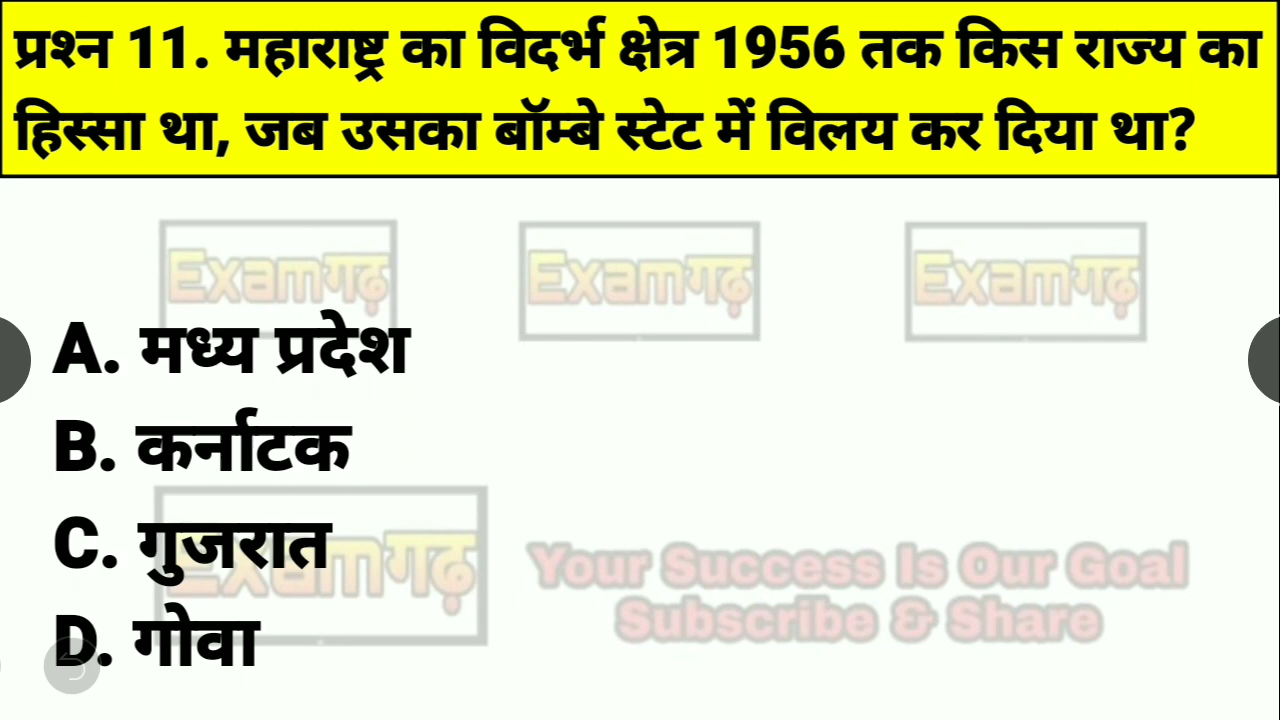 प्रश्न 11. महाराष्ट्र का विदर्भ क्षेत्र 1956 तक किस राज्य का
हिस्सा था, जब उसका बॉम्बे स्टेट में विलय कर दिया था?
Examगढ़ Examगढ़ Examगढ़
A. मध्य प्रदेश
B. कर्नाटक
C. गुजरात
Examगढ़
Your Success Is Our Goal
Subscribe & Share
D. गोवा